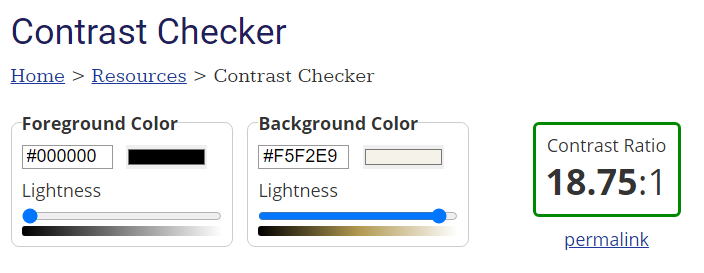 Contrast Checker
Home > Resources > Contrast Checker
Foreground Color
#000000
Lightness
Background Color
#F5F2E9
Lightness
Contrast Ratio
18.75:1
permalink